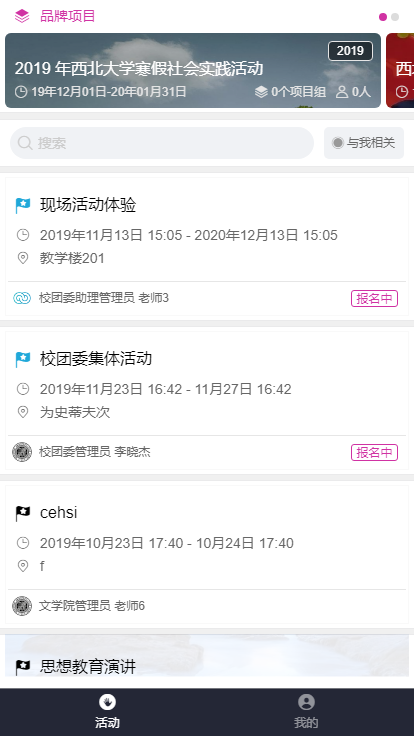 品牌项目
2019
2019 年西北大学寒假社会实践活动
西
19年12月01日-20年01月31日
0个项目组
0人
搜索
与我相关
现场活动体验
2019年11月13日 15:05 - 2020年12月13日 15:05
教学楼201
校团委助理管理员 老师3
报名中
校团委集体活动
2019年11月23日 16:42 - 11月27日 16:42
为史蒂夫次
校团委管理员 李晓杰
报名中
cehsi
2019年10月23日 17:40 - 10月24日 17:40
f
文学院管理员 老师6
思想教育演讲
活动
我的